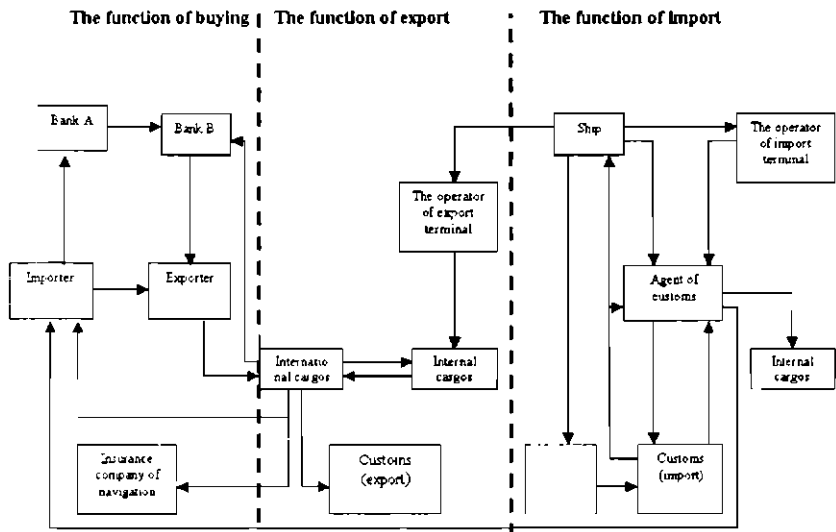 The function of buying
The function of export
The function of import
Bank A
Bank B
Ship
The operator
of import
terminal
The operator
of export
terminal
Importer
Exporter
Agent of
customs
Internatio
nal cargos
Internal
cargos
Internal
cargos
Insurance
company of
navigation
Customs
(export)
Customs
(import)